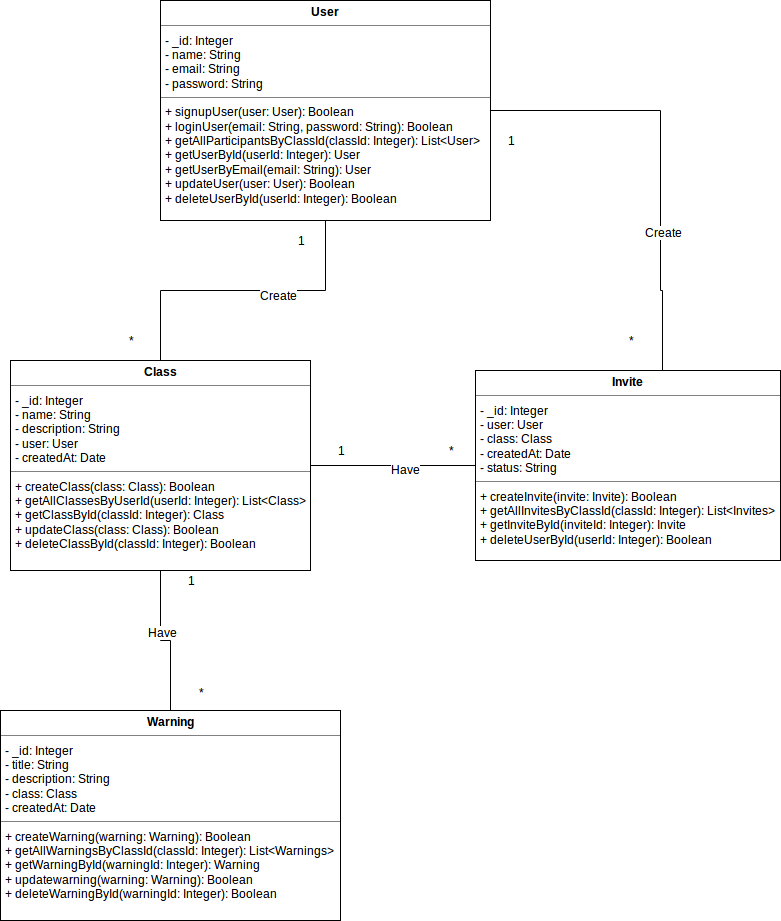 User
- _id: Integer
- name: String
- email: String
- password: String
+ signupUser(user: User): Boolean
+ loginUser(email: String, password: String): Boolean
+ getAllParticipantsByClassId(classId: Integer): List<User>
+ getUserById(userId: Integer): User
+ getUserByEmail(email: String): User
+ updateUser(user: User): Boolean
+ deleteUserById(userId: Integer): Boolean
1
1
Create
Create
*
*
Class
- _id: Integer
- name: String
- description: String
- user: User
- createdAt: Date
+ createClass(class: Class): Boolean
+ getAllClassesByUserId(userId: Integer): List<Class>
+ getClassById(classId: Integer): Class
+ updateClass(class: Class): Boolean
+ deleteClassById(classId: Integer): Boolean
1
*
Have
Invite
- _id: Integer
- user: User
- class: Class
- createdAt: Date
- status: String
+ createInvite(invite: Invite): Boolean
+ getAllInvitesByClassId(classId: Integer): List<Invites>
+ getInviteById(inviteId: Integer): Invite
+ deleteUserById(userId: Integer): Boolean
1
Have
*
Warning
- _id: Integer
- title: String
- description: String
- class: Class
- createdAt: Date
+ createWarning(warning: Warning): Boolean
+ getAllWarningsByClassId(classId: Integer): List<Warnings>
+ getWarningById(warningId: Integer): Warning
+ updatewarning(warning: Warning): Boolean
+ deleteWarningById(warningId: Integer): Boolean